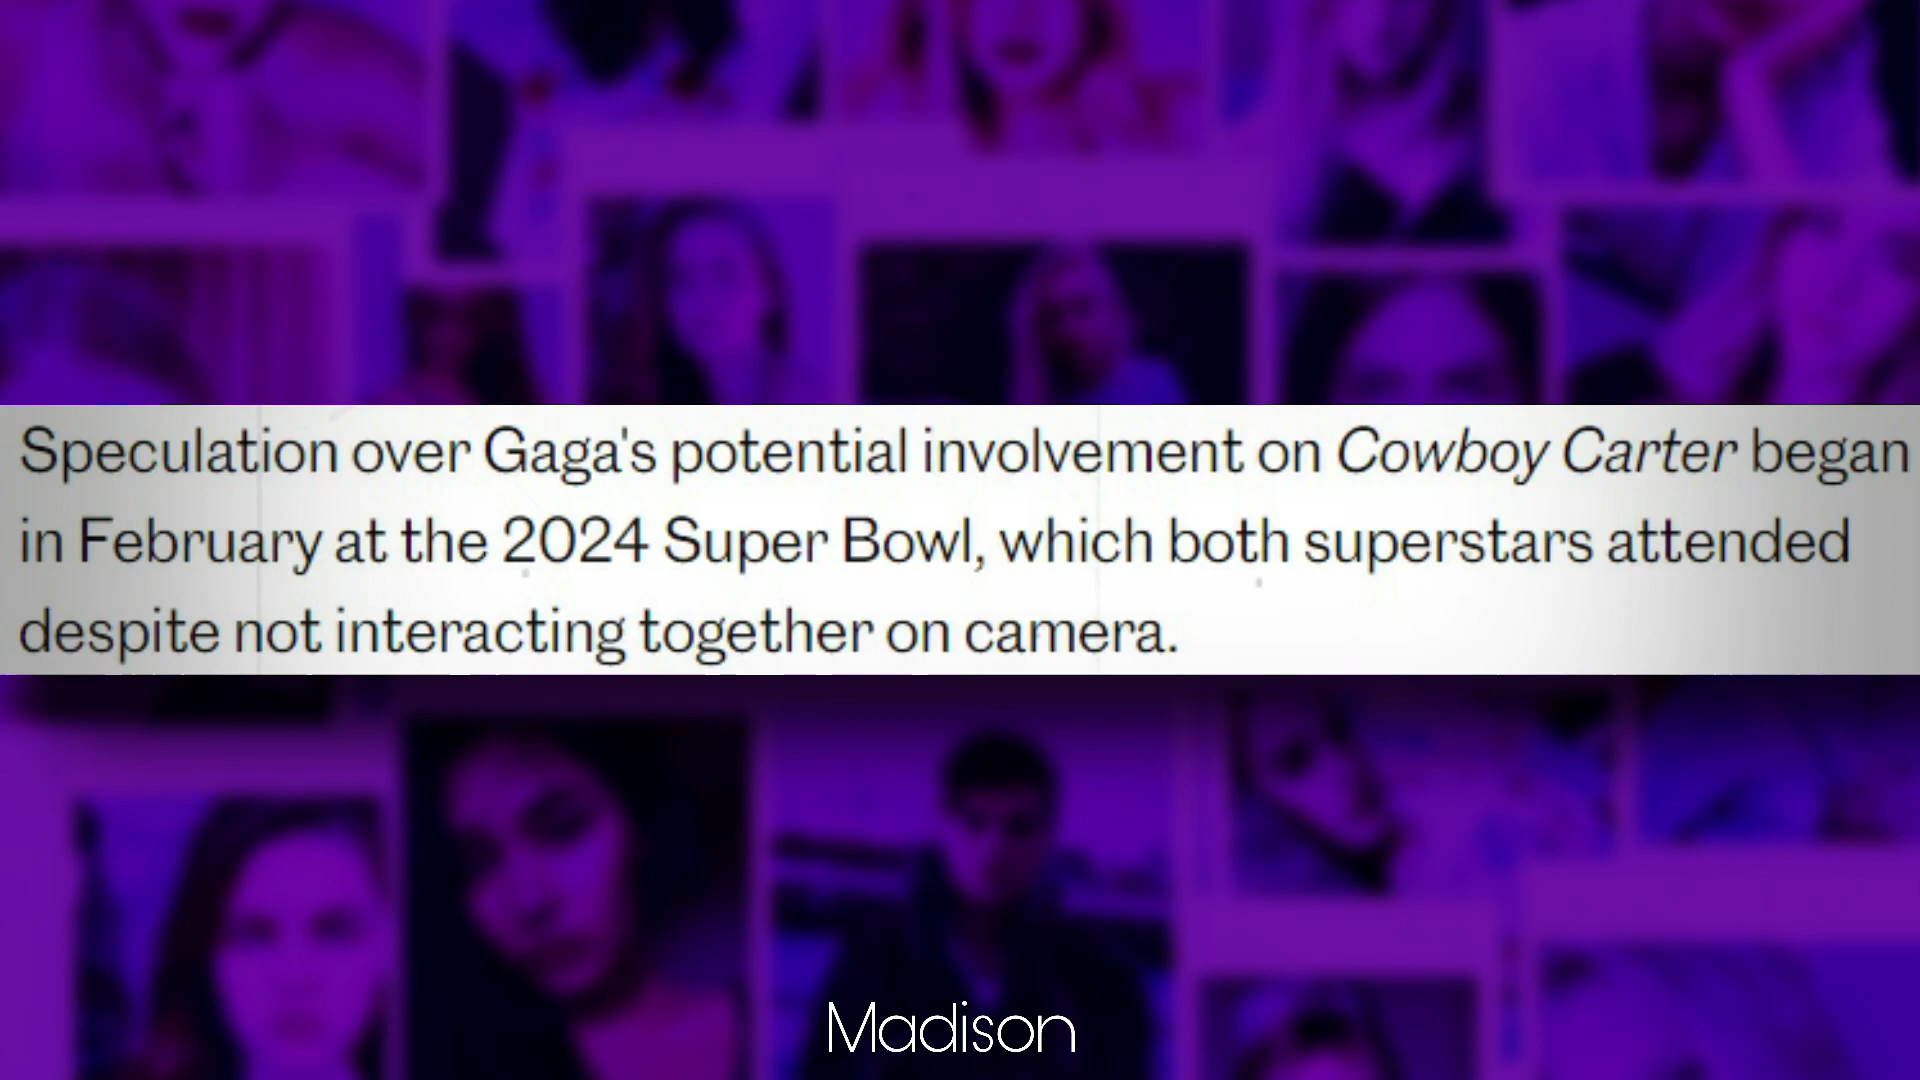 Speculation over Gaga's potential involvement on Cowboy Carter began
in February at the 2024 Super Bowl, which both superstars attended
despite not interacting together on camera.
Madison